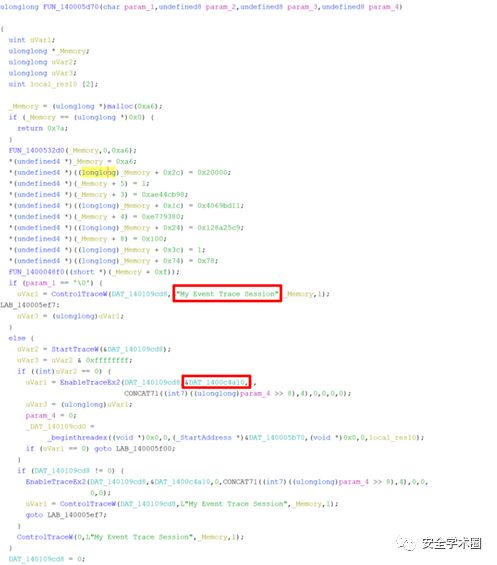 ulonglong FUN_140005d70(char param_1,undefined8 param_2,undefined8 param_3,undefined8 param_4)
{
uint uVar1;
ulonglong *_Memory;
ulonglong uVar2;
ulonglong uVar3;
uint local_res10 [2];
_Memory = (ulonglong *)malloc(0xa6);
if (_Memory == (ulonglong *)0x0) {
return 0x7a;
}
FUN_1400532d0(_Memory,0,0xa6);
*(undefined4 *)_Memory = 0xa6;
*(undefined4 *)((longlong)_Memory + 0x2c) = 0x20000;
*(undefined4 *)(_Memory + 5) = 1;
*(undefined4 *)(_Memory + 3) = 0xae44cb98;
*(undefined4 *)((longlong)_Memory + 0x1c) = 0x4069bd11;
*(undefined4 *)(_Memory + 4) = 0xe779380;
*(undefined4 *)((longlong)_Memory + 0x24) = 0x128a25c9;
*(undefined4 *)(_Memory + 8) = 0x100;
*(undefined4 *)((longlong)_Memory + 0x3c) = 1;
*(undefined4 *)((longlong)_Memory + 0x74) = 0x78;
FUN_1400048f0((short *)(_Memory + 0xf));
if (param_1 == '\0') {
uVar1 = ControlTraceW(DAT_140109cd8, "My Event Trace Session" _Memory,1);
LAB_140005ef7:
uVar3 = (ulonglong)uVar1;
}
else {
uVar2 = StartTraceW(&DAT_140109cd8);
uVar3 = uVar2 & 0xffffffff;
if ((int)uVar2 == 0) {
uVar1 = EnableTraceEx2(DAT_140109cd8 &DAT_1400c4a10, ,
CONCAT71((int7)((ulonglong)param_4 >> 8),4),0,0,0,0);
uVar3 = (ulonglong)uVar1;
param_4 = 0;
_DAT_140109cd0 =
_beginthreadex((void *)0x0,0,(_StartAddress *)&DAT_140005b70,(void *)0x0,0,local_res10);
if (uVar1 == 0) goto LAB_140005f00;
}
if (DAT_140109cd8 != 0) {
EnableTraceEx2(DAT_140109cd8,&DAT_1400c4a10,0,CONCAT71((int7)((ulonglong)param_4 >> 8),4),0,0,
0,0);
uVar1 = ControlTraceW(DAT_140109cd8,L"My Event Trace Session",_Memory,1);
goto LAB_140005ef7;
}
ControlTraceW(0,L"My Event Trace Session",_Memory,1);
}
DAT_140109cd8 = 0;
安全学术圈